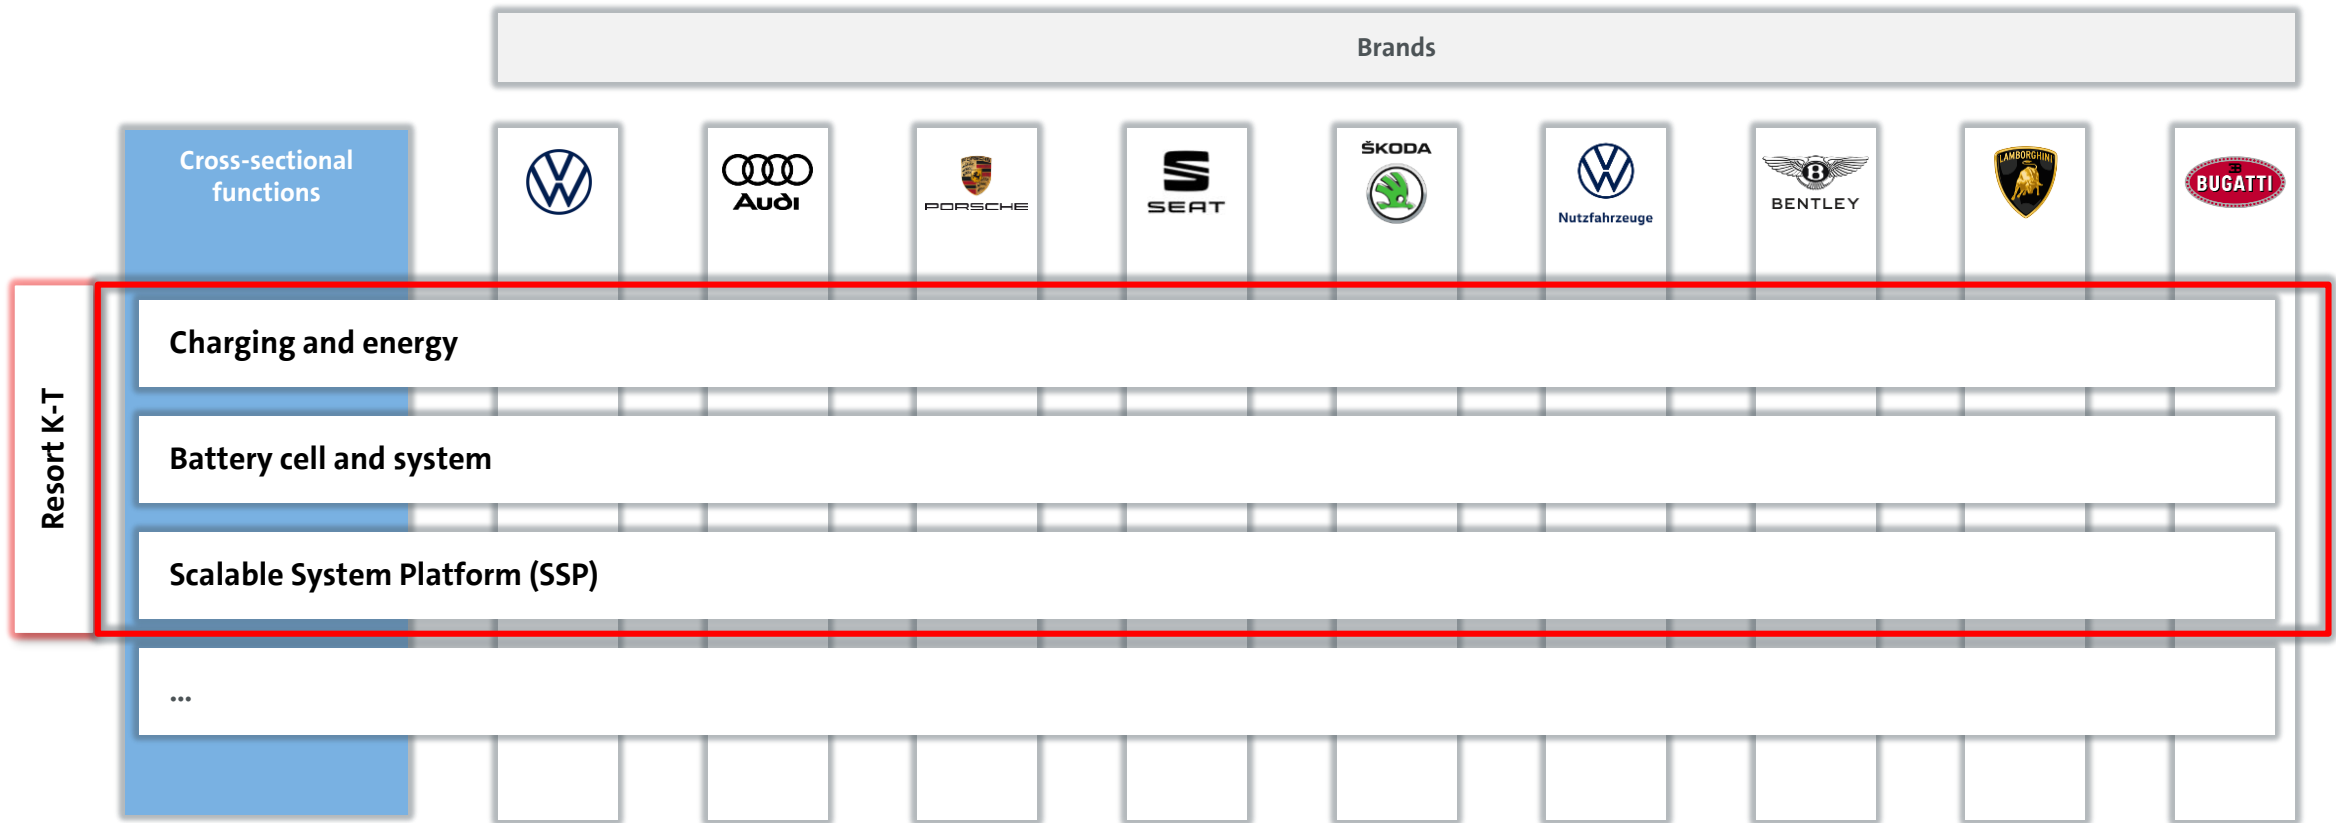 Brands
Cross-sectional
functions
Audi
PORSCHE
SEAT
ŠKODA
Nutzfahrzeuge
B
BENTLEY
LAMBORGHINI
BUGATTI
Resort K-T
Charging and energy
Battery cell and system
Scalable System Platform (SSP)
...